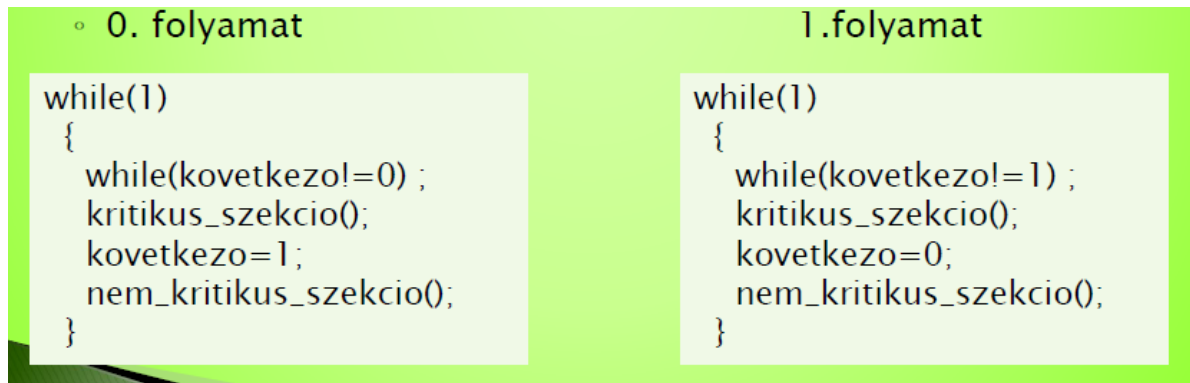 ◦ 0. folyamat
1.folyamat
while(1)
{
while(kovetkezo!=0) ;
kritikus_szekcio();
kovetkezo=1;
nem_kritikus_szekcio();
}
while(1)
{
while(kovetkezo!=1) ;
kritikus_szekcio();
kovetkezo=0;
nem_kritikus_szekcio();
}